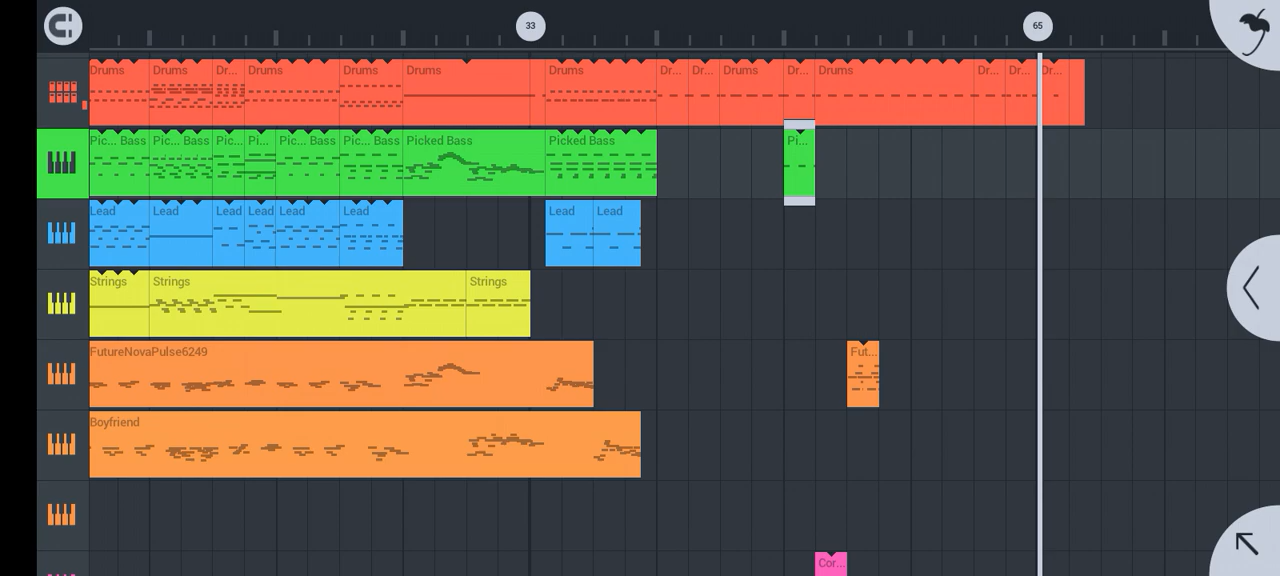 33 65
Drums Drums Dr... Drums Drums Drums Drums Dr... Dr... Drums Dr... Drums Dr... Dr... Dr...
Pic... Bass Pic... Bass Pic... Pi... Pic... Bass Pic... Bass Picked Bass Picked Bass Pi...
Lead Lead Lead Lead Lead Lead Lead Lead
Strings Strings Strings
FutureNovaPulse6249 Fut...
Boyfriend
Cor...